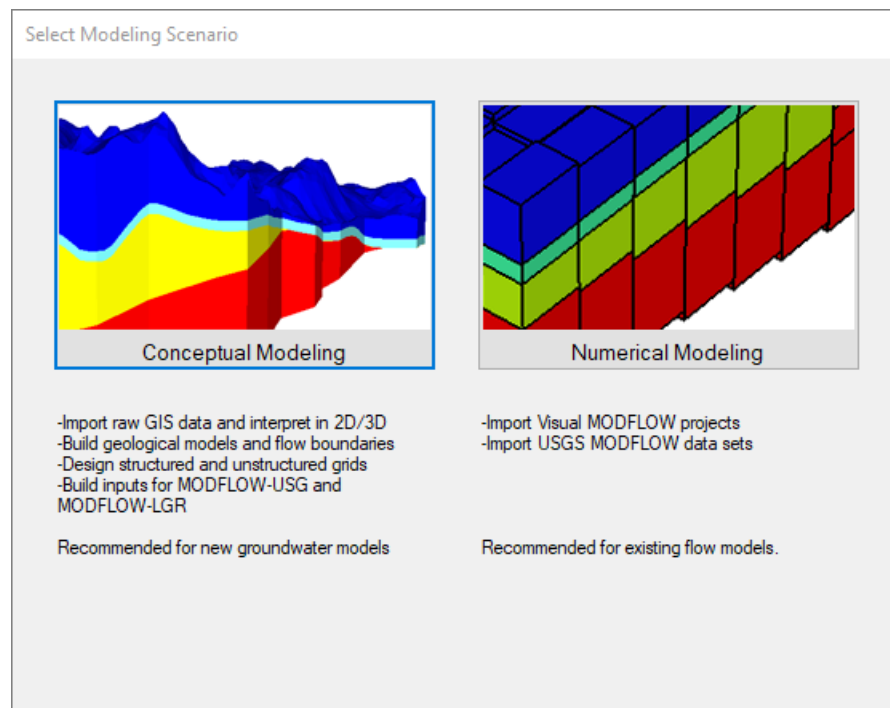 Select Modeling Scenario
Conceptual Modeling
-Import raw GIS data and interpret in 2D/3D
-Build geological models and flow boundaries
-Design structured and unstructured grids
-Build inputs for MODFLOW-USG and
MODFLOW-LGR
Recommended for new groundwater models
Numerical Modeling
-Import Visual MODFLOW projects
-Import USGS MODFLOW data sets
Recommended for existing flow models.